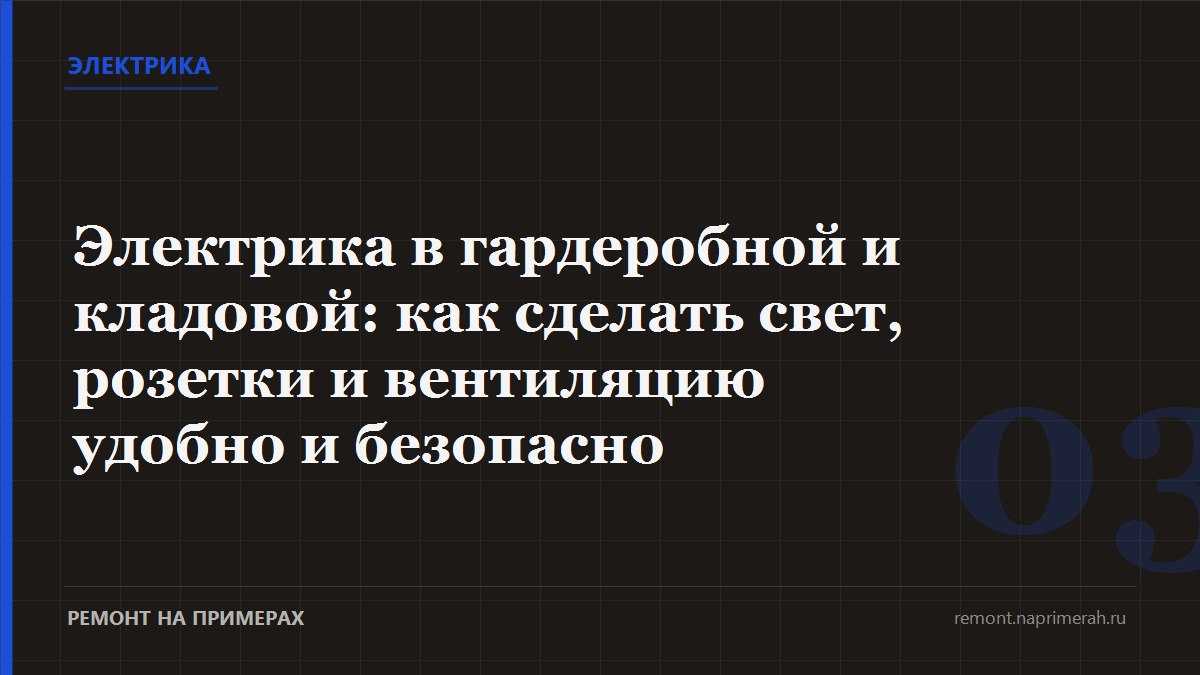 ЭЛЕКТРИКА
Электрика в гардеробной и
кладовой: как сделать свет,
розетки и вентиляцию
удобно и безопасно
03
РЕМОНТ НА ПРИМЕРАХ
remont.naprimerah.ru